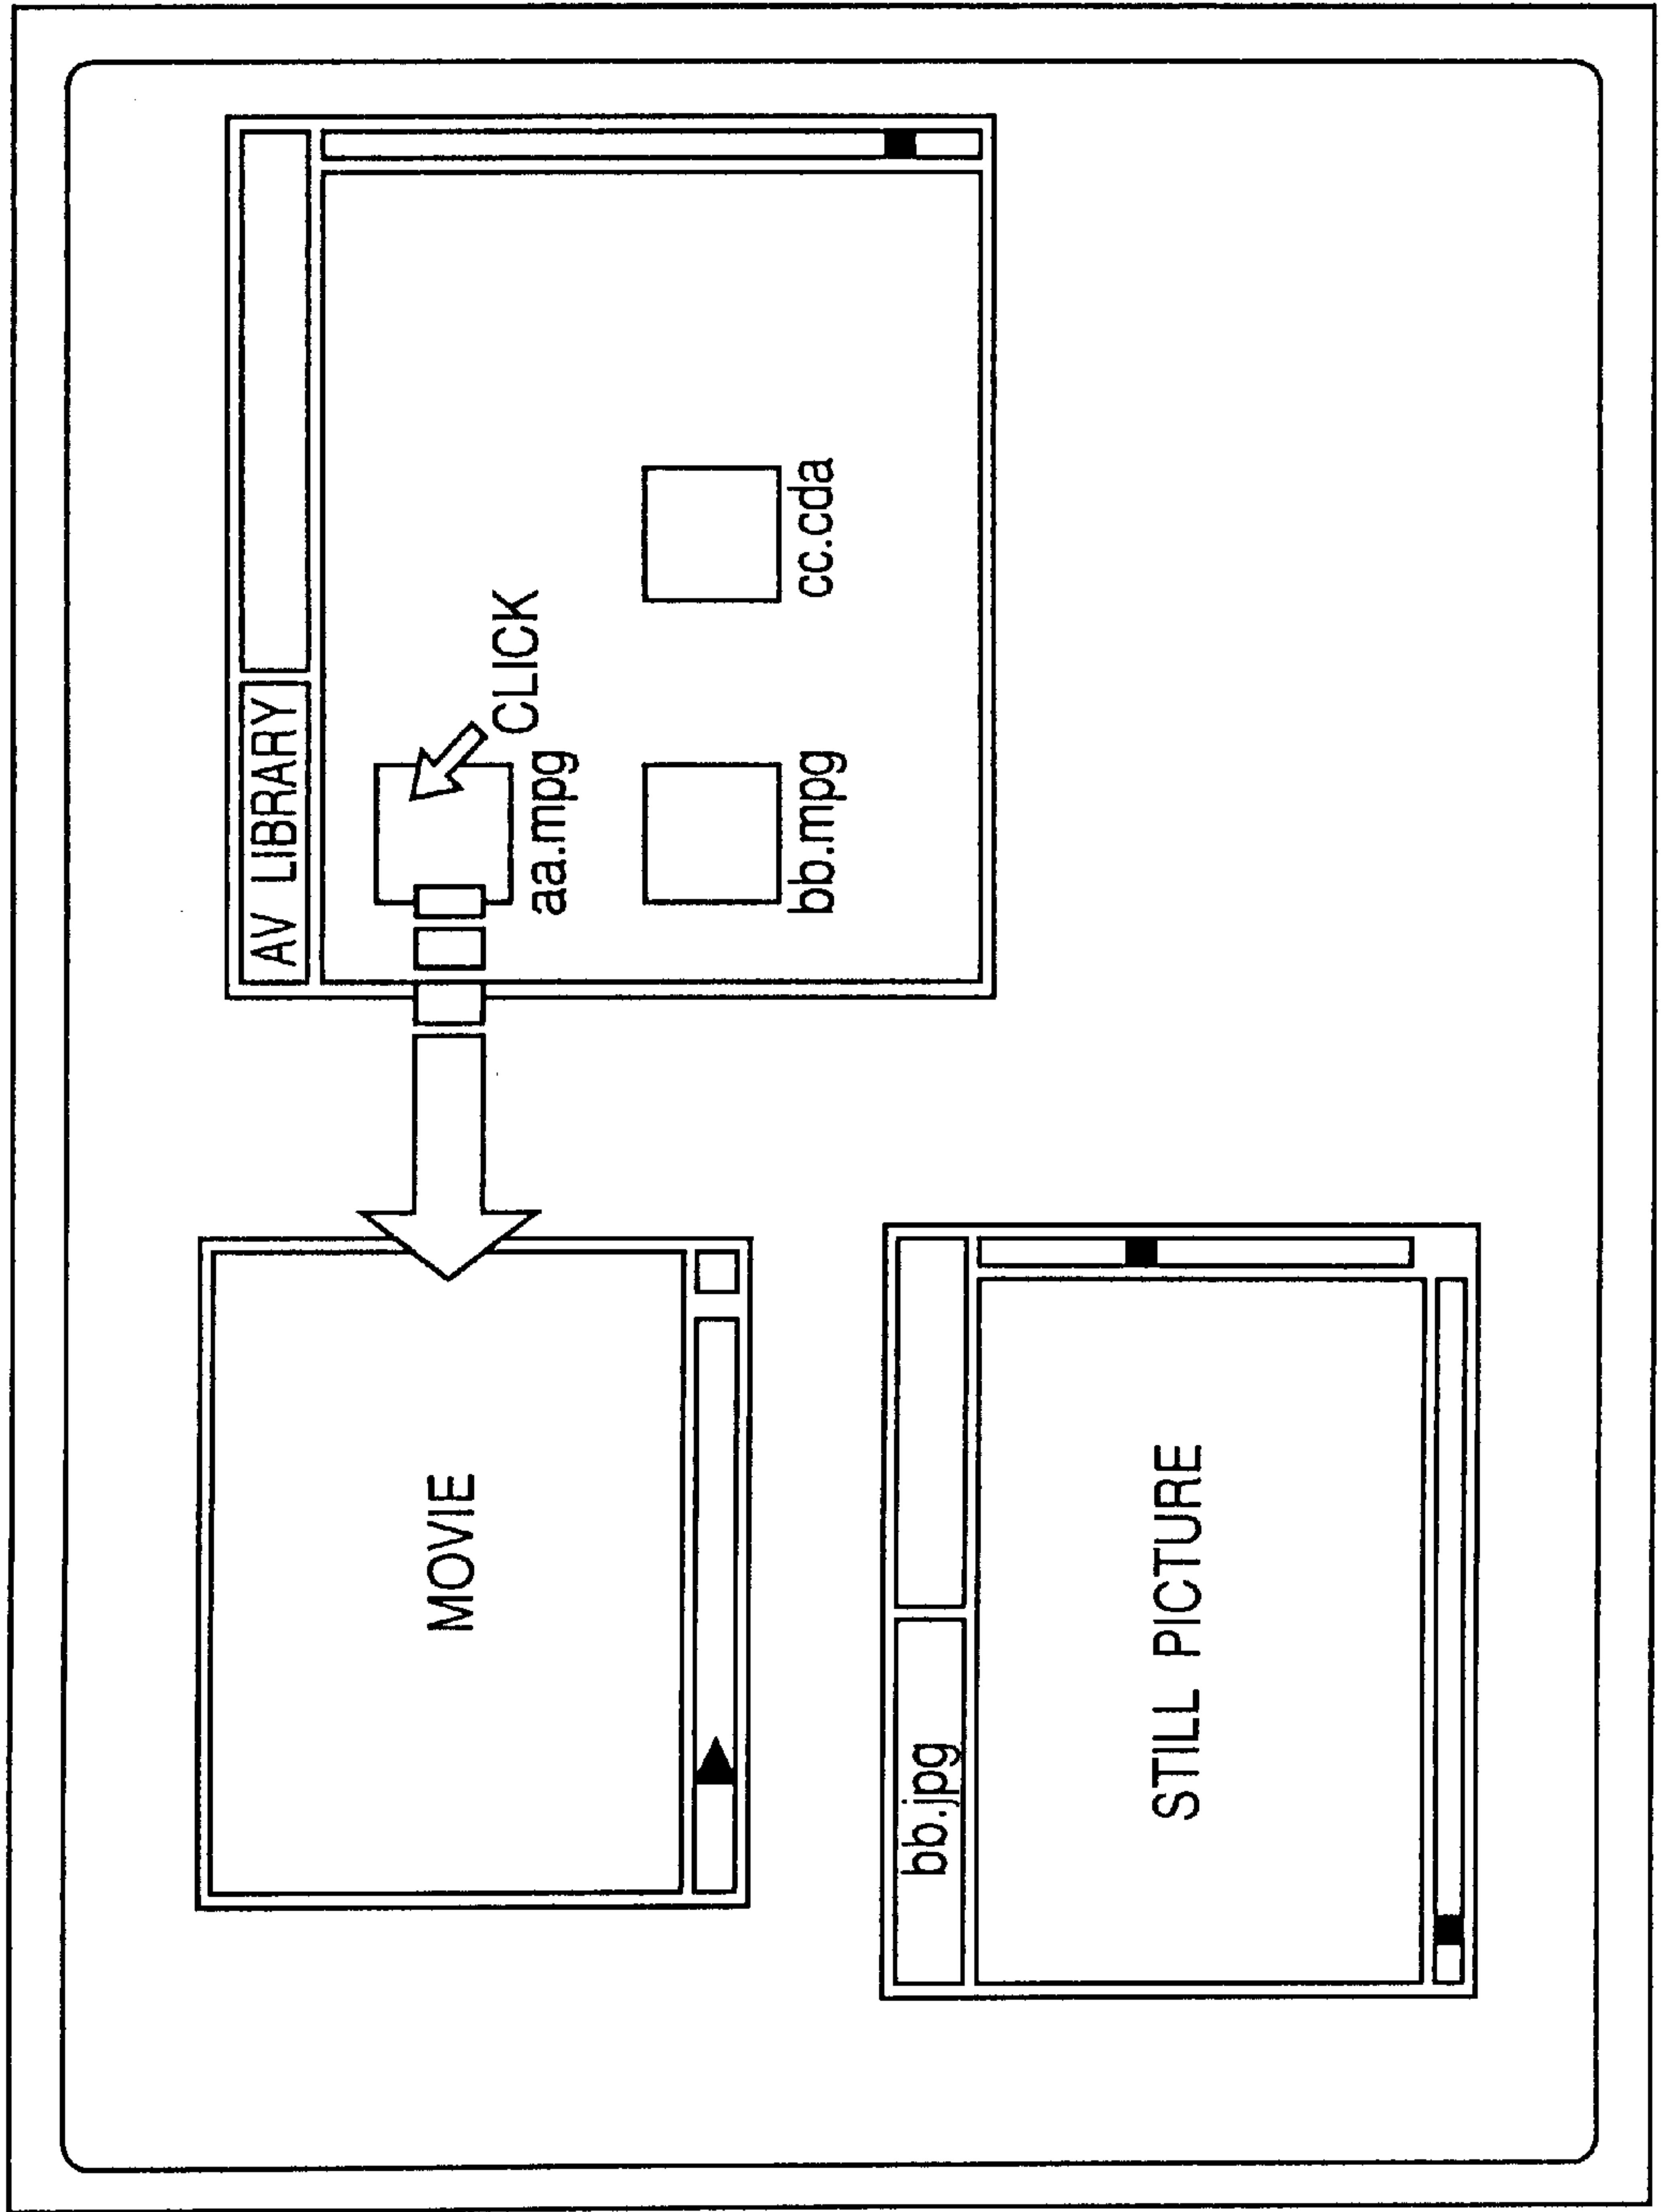 MOVIE
AV LIBRARY
CLICK
aa.mpg
bb.mpg
cc.cda
bb.jpg
STILL PICTURE